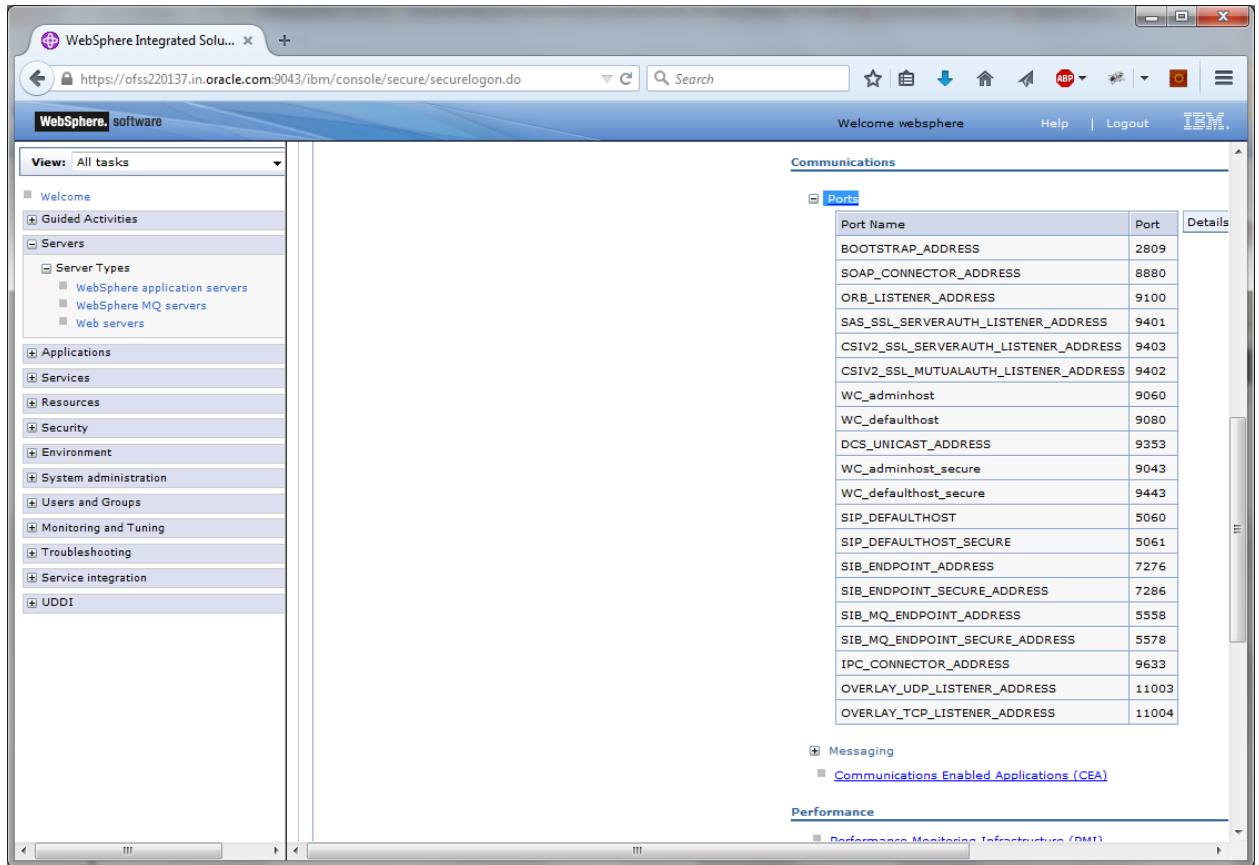 WebSphere Integrated Solu... × +
https://ofss220137.in.oracle.com:9043/ibm/console/secure/securelogon.do Search ABP
WebSphere. software Welcome websphere Help | Logout IBM.
View: All tasks
Welcome
Guided Activities
Servers
Server Types
WebSphere application servers
WebSphere MQ servers
Web servers
Applications
Services
Resources
Security
Environment
System administration
Users and Groups
Monitoring and Tuning
Troubleshooting
Service integration
UDDI
Communications
Ports
Port Name Port Details
BOOTSTRAP_ADDRESS 2809
SOAP_CONNECTOR_ADDRESS 8880
ORB_LISTENER_ADDRESS 9100
SAS_SSL_SERVERAUTH_LISTENER_ADDRESS 9401
CSIV2_SSL_SERVERAUTH_LISTENER_ADDRESS 9403
CSIV2_SSL_MUTUALAUTH_LISTENER_ADDRESS 9402
WC_adminhost 9060
WC_defaulthost 9080
DCS_UNICAST_ADDRESS 9353
WC_adminhost_secure 9043
WC_defaulthost_secure 9443
SIP_DEFAULTHOST 5060
SIP_DEFAULTHOST_SECURE 5061
SIB_ENDPOINT_ADDRESS 7276
SIB_ENDPOINT_SECURE_ADDRESS 7286
SIB_MQ_ENDPOINT_ADDRESS 5558
SIB_MQ_ENDPOINT_SECURE_ADDRESS 5578
IPC_CONNECTOR_ADDRESS 9633
OVERLAY_UDP_LISTENER_ADDRESS 11003
OVERLAY_TCP_LISTENER_ADDRESS 11004
Messaging
Communications Enabled Applications (CEA)
Performance
Performance Monitoring Infrastructure (PMI)